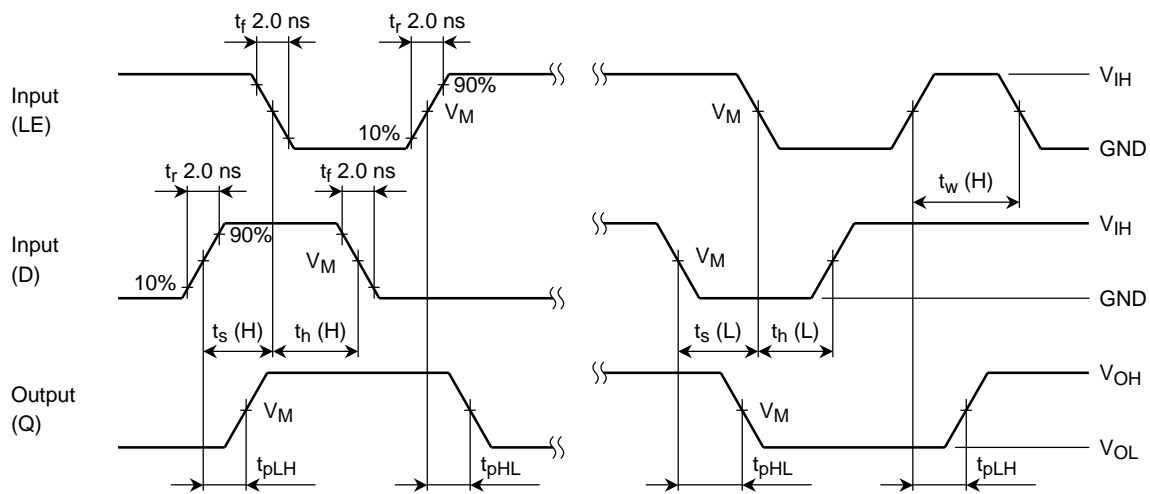 tf 2.0 ns
tr 2.0 ns
Input
(LE)
90%
VM
10%
VM
VIH
GND
tr 2.0 ns
tf 2.0 ns
tw (H)
Input
(D)
90%
10%
VM
VM
VIH
GND
ts (H)
th (H)
ts (L)
th (L)
Output
(Q)
VM
VM
VOH
VOL
tpLH
tpHL
tpHL
tpLH